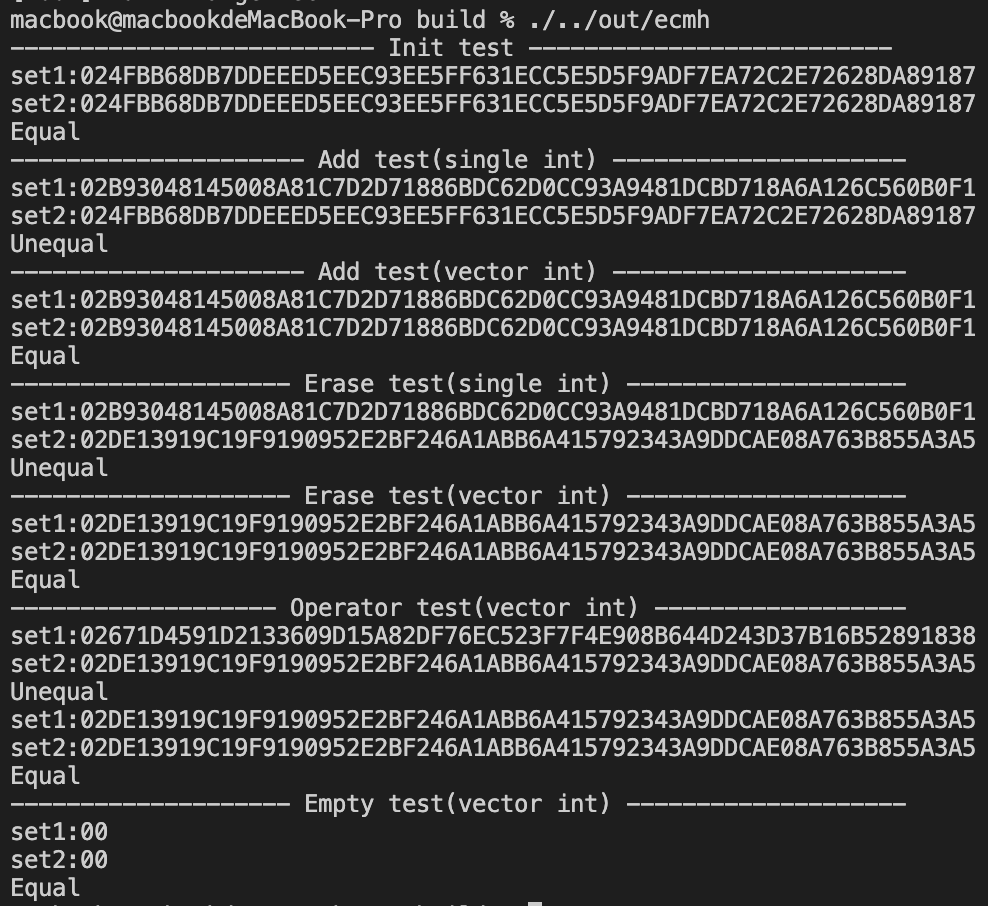 macbook@macbookdeMacBook-Pro build % ./../out/ecmh
-------------------------- Init test --------------------------
set1:024FBB68DB7DDEEED5EEC93EE5FF631ECC5E5D5F9ADF7EA72C2E72628DA89187
set2:024FBB68DB7DDEEED5EEC93EE5FF631ECC5E5D5F9ADF7EA72C2E72628DA89187
Equal
--------------------- Add test(single int) ---------------------
set1:02B93048145008A81C7D2D71886BDC62D0CC93A9481DCBD718A6A126C560B0F1
set2:024FBB68DB7DDEEED5EEC93EE5FF631ECC5E5D5F9ADF7EA72C2E72628DA89187
Unequal
--------------------- Add test(vector int) ---------------------
set1:02B93048145008A81C7D2D71886BDC62D0CC93A9481DCBD718A6A126C560B0F1
set2:02B93048145008A81C7D2D71886BDC62D0CC93A9481DCBD718A6A126C560B0F1
Equal
-------------------- Erase test(single int) --------------------
set1:02B93048145008A81C7D2D71886BDC62D0CC93A9481DCBD718A6A126C560B0F1
set2:02DE13919C19F9190952E2BF246A1ABB6A415792343A9DDCAE08A763B855A3A5
Unequal
-------------------- Erase test(vector int) --------------------
set1:02DE13919C19F9190952E2BF246A1ABB6A415792343A9DDCAE08A763B855A3A5
set2:02DE13919C19F9190952E2BF246A1ABB6A415792343A9DDCAE08A763B855A3A5
Equal
------------------- Operator test(vector int) ------------------
set1:02671D4591D2133609D15A82DF76EC523F7F4E908B644D243D37B16B52891838
set2:02DE13919C19F9190952E2BF246A1ABB6A415792343A9DDCAE08A763B855A3A5
Unequal
set1:02DE13919C19F9190952E2BF246A1ABB6A415792343A9DDCAE08A763B855A3A5
set2:02DE13919C19F9190952E2BF246A1ABB6A415792343A9DDCAE08A763B855A3A5
Equal
-------------------- Empty test(vector int) --------------------
set1:00
set2:00
Equal